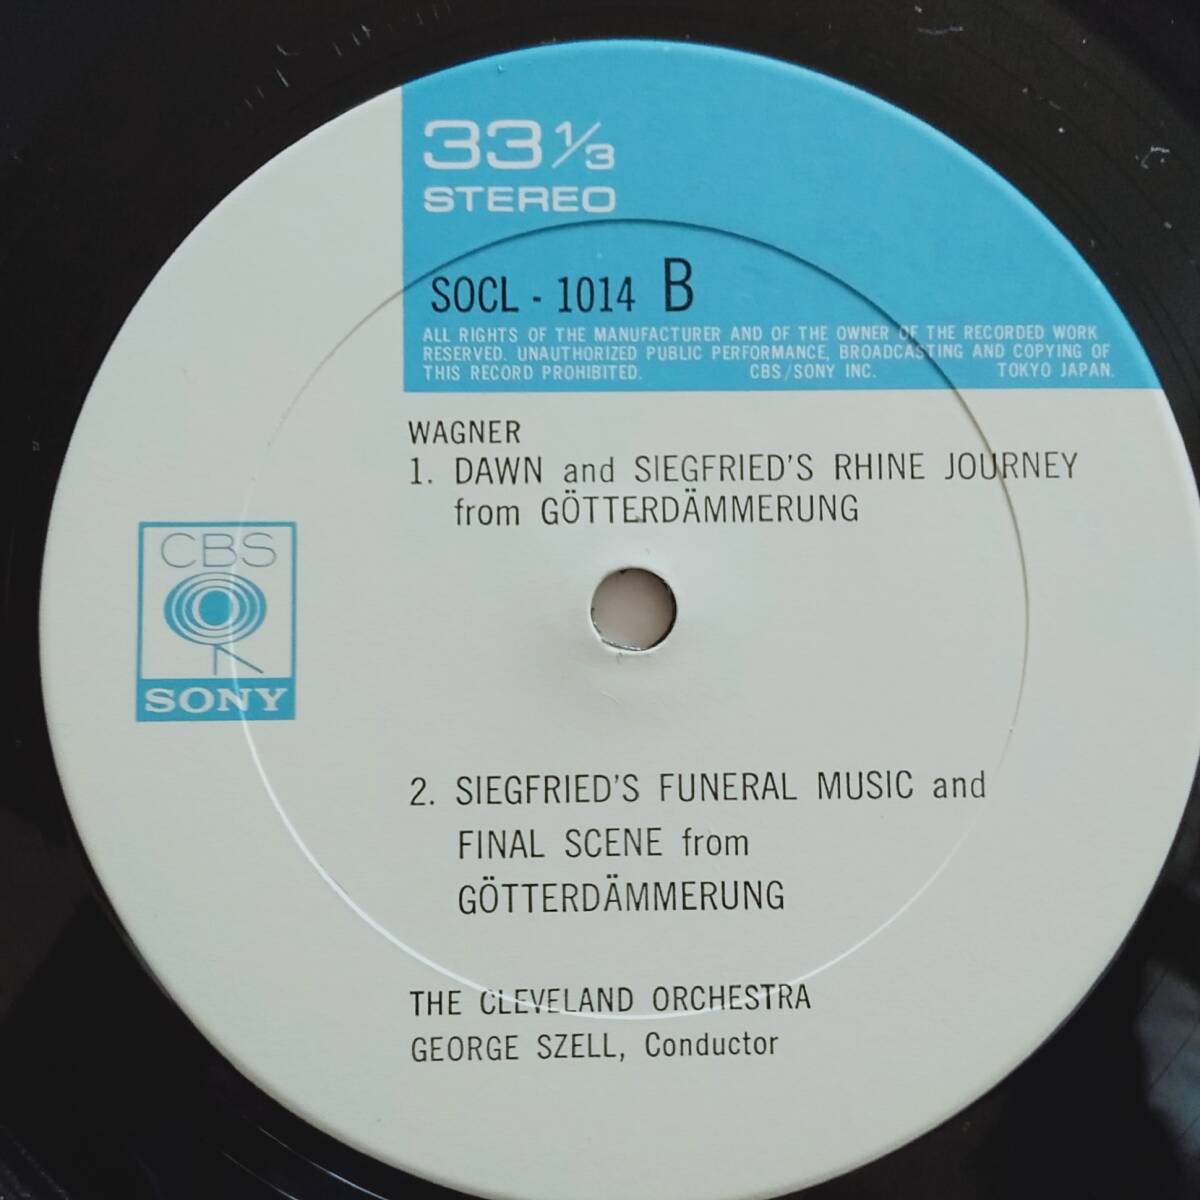 33 1/3
STEREO
SOCL - 1014 B
ALL RIGHTS OF THE MANUFACTURER AND OF THE OWNER OF THE RECORDED WORK
RESERVED. UNAUTHORIZED PUBLIC PERFORMANCE, BROADCASTING AND COPYING OF
THIS RECORD PROHIBITED. CBS/SONY INC. TOKYO JAPAN.
WAGNER
1. DAWN and SIEGFRIED'S RHINE JOURNEY
from GÖTTERDÄMMERUNG
CBS
SONY
2. SIEGFRIED'S FUNERAL MUSIC and
FINAL SCENE from
GÖTTERDÄMMERUNG
THE CLEVELAND ORCHESTRA
GEORGE SZELL, Conductor